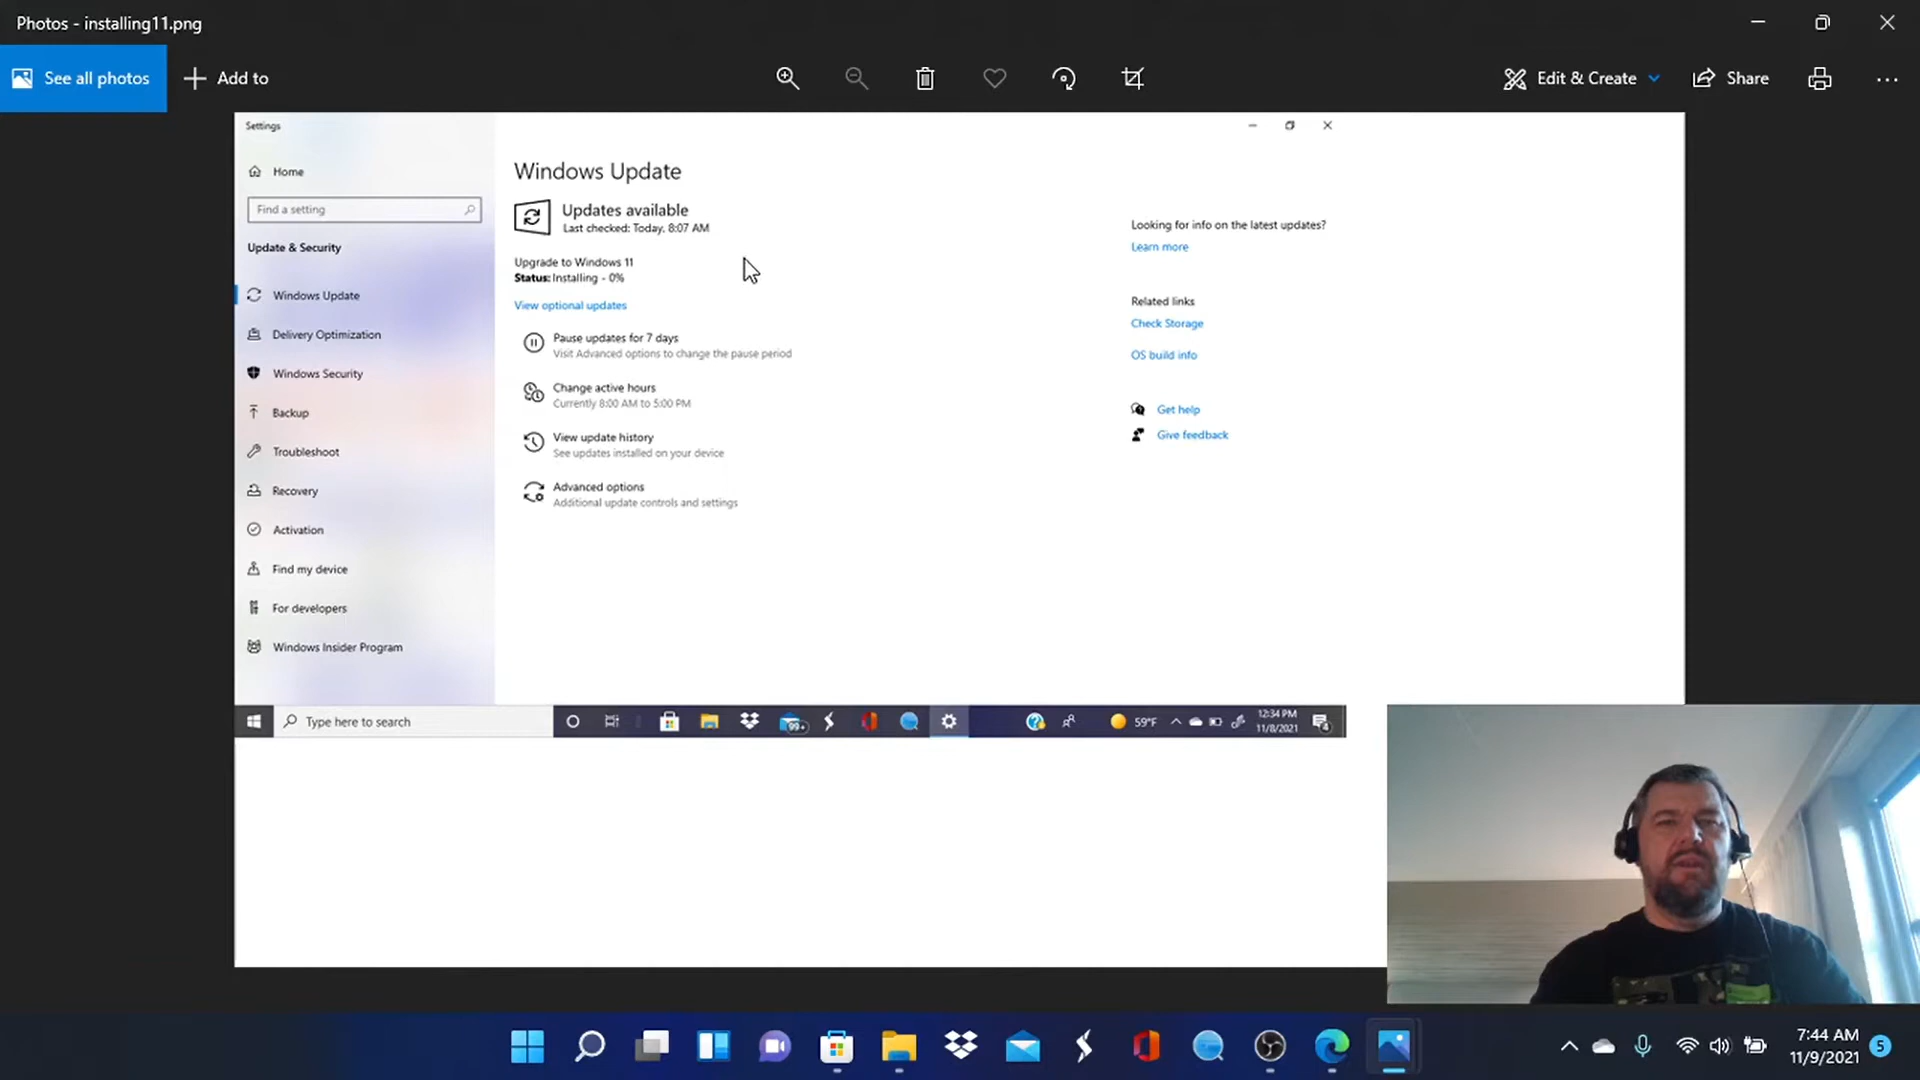 Photos - installing11.png
See all photos
Add to
Edit & Create
Share
Settings
Home
Find a setting
Update & Security
Windows Update
Delivery Optimization
Windows Security
Backup
Troubleshoot
Recovery
Activation
Find my device
For developers
Windows Insider Program
Windows Update
Updates available
Last checked: Today, 8:07 AM
Upgrade to Windows 11
Status: Installing - 0%
View optional updates
Pause updates for 7 days
Visit Advanced options to change the pause period
Change active hours
Currently 8:00 AM to 5:00 PM
View update history
See updates installed on your device
Advanced options
Additional update controls and settings
Looking for info on the latest updates?
Learn more
Related links
Check Storage
OS build info
Get help
Give feedback
Type here to search
99+
59°F
12:34 PM
11/8/2021
4
7:44 AM
11/9/2021
5